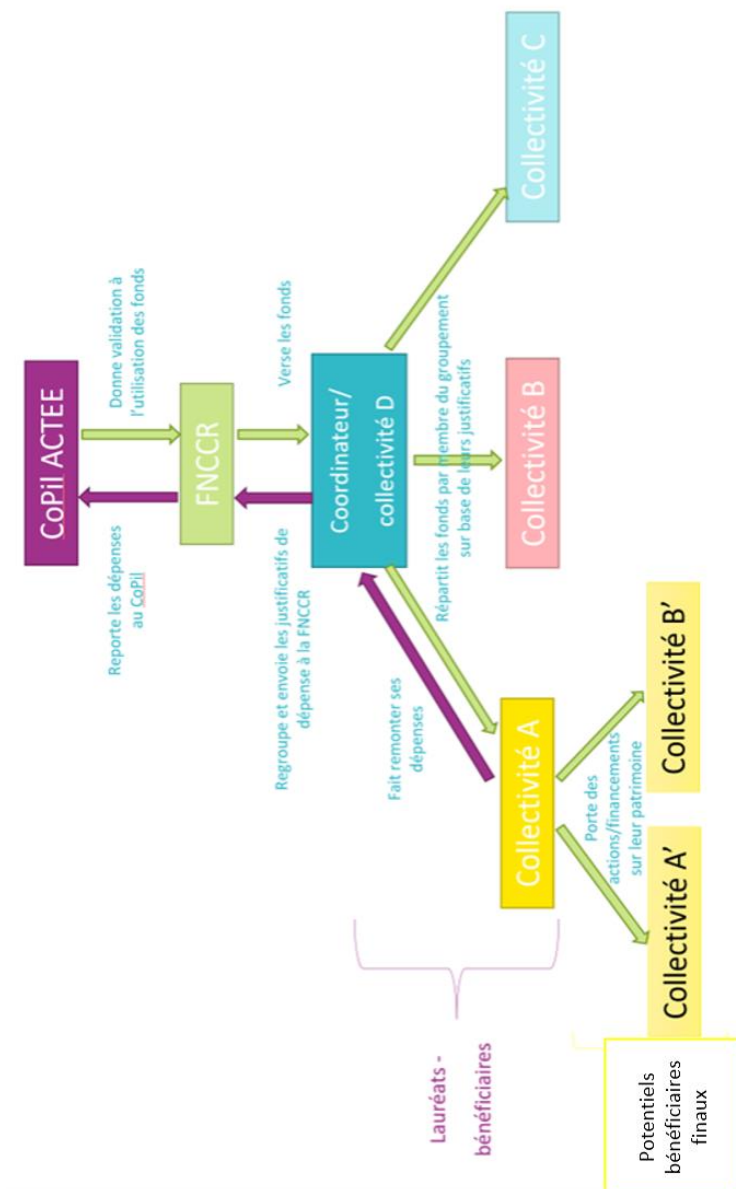 CoPil ACTEE
Reporte les dépenses
au CoPil
Donne validation à
l'utilisation des fonds
FNCCR
Regroupe et envoie les justificatifs de
dépense à la FNCCR
Verse les fonds
Coordinateur/
collectivité D
Lauréats -
bénéficiaires
Fait remonter ses
dépenses
Répartit les fonds par membre du groupement
sur base de leurs justificatifs
Collectivité A
Collectivité B
Collectivité C
Porte des
actions/financements
sur leur patrimoine
Potentiels
bénéficiaires
finaux
Collectivité A'
Collectivité B'